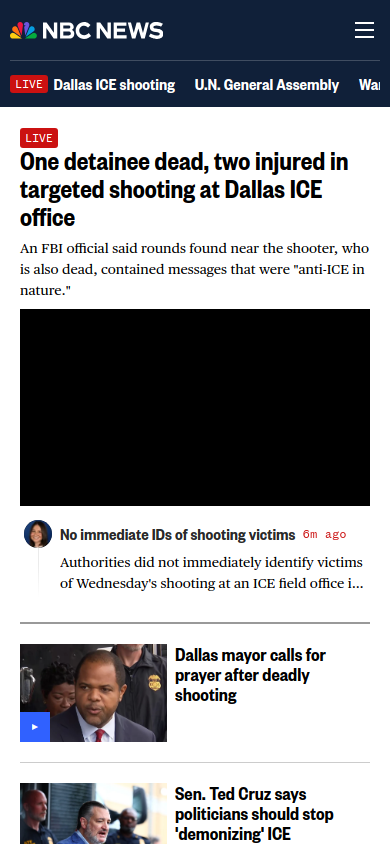 NBC NEWS
LIVE Dallas ICE shooting U.N. General Assembly
LIVE
One detainee dead, two injured in
targeted shooting at Dallas ICE
office
An FBI official said rounds found near the shooter, who
is also dead, contained messages that were "anti-ICE in
nature."
No immediate IDs of shooting victims 6m ago
Authorities did not immediately identify victims
of Wednesday's shooting at an ICE field office i...
Dallas mayor calls for
prayer after deadly
shooting
Sen. Ted Cruz says
politicians should stop
'demonizing' ICE